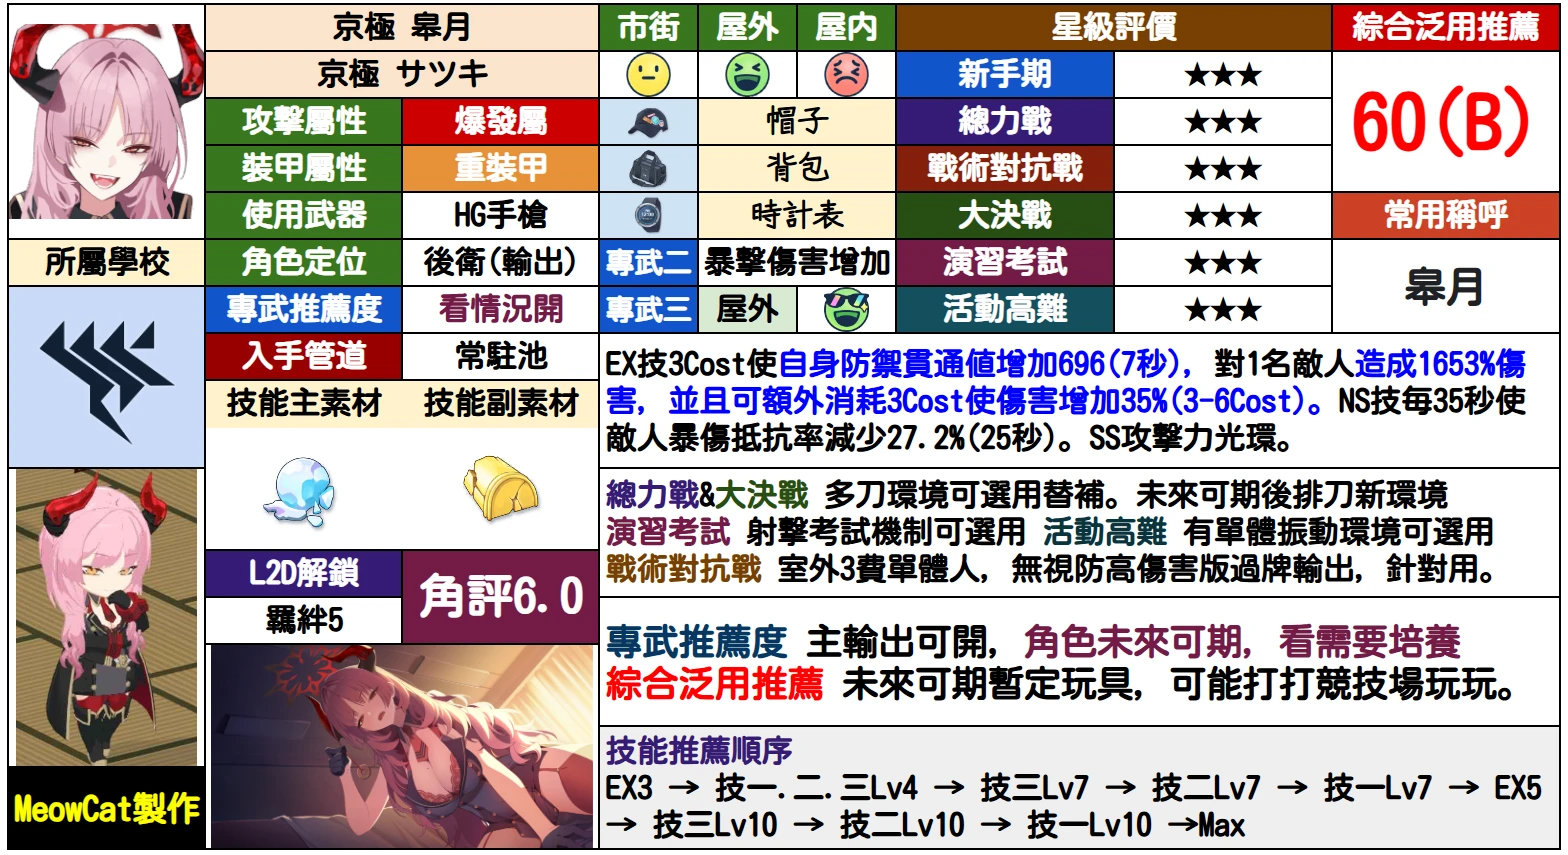 京極 皋月
京極 サツキ
攻擊屬性 爆發屬
裝甲屬性 重裝甲
使用武器 HG手槍
角色定位 後衛(輸出)
專武推薦度 看情況開
入手管道 常駐池
技能主素材 技能副素材
所屬學校
L2D解鎖
羈絆5
角評6.0
MeowCat製作
市街 屋外 屋內
帽子
背包
時計表
專武二 暴擊傷害增加
專武三 屋外
星級評價
新手期 ★★★
總力戰 ★★★
戰術對抗戰 ★★★
大決戰 ★★★
演習考試 ★★★
活動高難 ★★★
綜合泛用推薦
60(B)
常用稱呼
皋月
EX技3Cost使自身防禦貫通値增加696(7秒)，對1名敵人造成1653%傷
害，並且可額外消耗3Cost使傷害增加35%(3-6Cost)。NS技每35秒使
敵人暴傷抵抗率減少27.2%(25秒)。SS攻擊力光環。
總力戰&大決戰 多刀環境可選用替補。未來可期後排刀新環境
演習考試 射擊考試機制可選用 活動高難 有單體振動環境可選用
戰術對抗戰 室外3費單體人，無視防高傷害版過牌輸出，針對用。
專武推薦度 主輸出可開，角色未來可期，看需要培養
綜合泛用推薦 未來可期暫定玩具，可能打打競技場玩玩。
技能推薦順序
EX3 → 技一.二.三Lv4 → 技三Lv7 → 技二Lv7 → 技一Lv7 → EX5
→ 技三Lv10 → 技二Lv10 → 技一Lv10 →Max